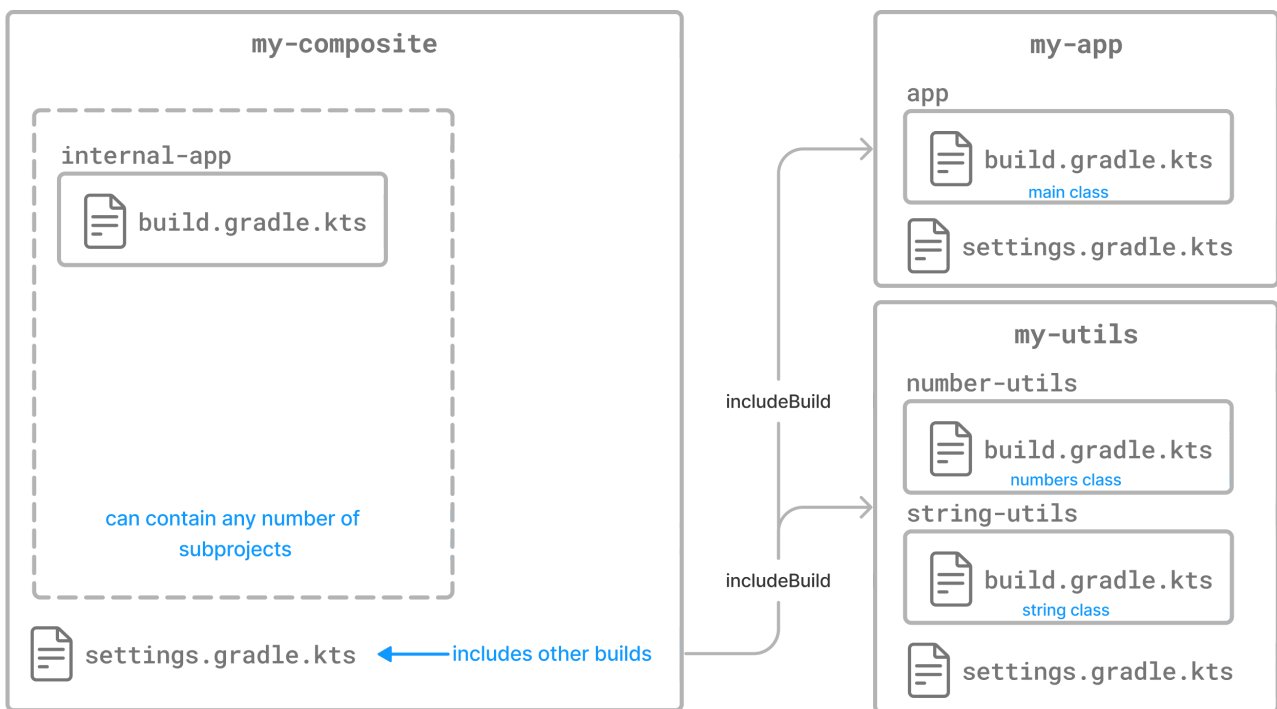 my-composite
internal-app
build.gradle.kts
can contain any number of
subprojects
settings.gradle.kts
includes other builds
includeBuild
includeBuild
my-app
app
build.gradle.kts
main class
settings.gradle.kts
my-utils
number-utils
build.gradle.kts
numbers class
string-utils
build.gradle.kts
string class
settings.gradle.kts